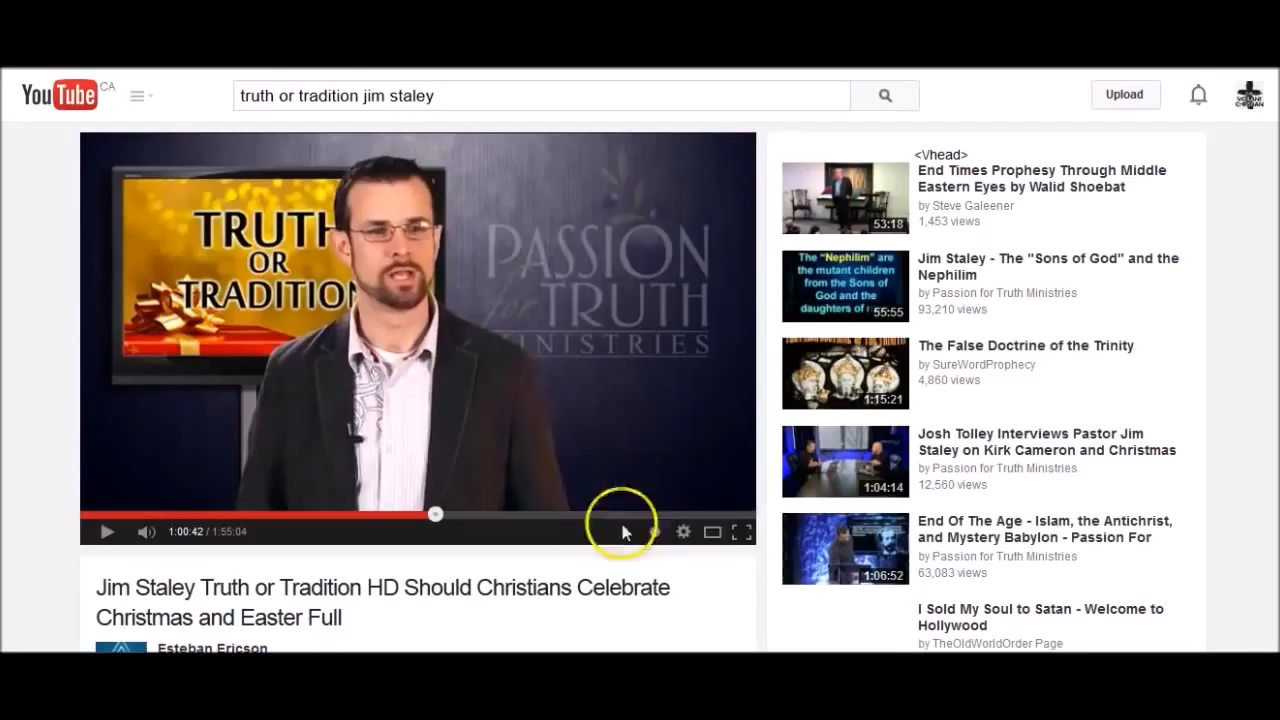 YouTube CA
truth or tradition jim staley
Upload
TRUTH
OR
TRADITIO
PASSION
TRUTH
MINISTRIES
1:00:42 / 1:55:04
Jim Staley Truth or Tradition HD Should Christians Celebrate
Christmas and Easter Full
Esteban Ericson
<Vhead>
End Times Prophesy Through Middle
Eastern Eyes by Walid Shoebat
by Steve Galeener
1,453 views
53:18
Jim Staley - The "Sons of God" and the
Nephilim
by Passion for Truth Ministries
93,210 views
The "Nephilim" are
the mutant children
from the Sons of
God and the
daughters of
55:55
The False Doctrine of the Trinity
by SureWordProphecy
4,860 views
1:15:21
Josh Tolley Interviews Pastor Jim
Staley on Kirk Cameron and Christmas
by Passion for Truth Ministries
12,560 views
1:04:14
End Of The Age - Islam, the Antichrist,
and Mystery Babylon - Passion For
by Passion for Truth Ministries
63,083 views
1:06:52
I Sold My Soul to Satan - Welcome to
Hollywood
by TheOldWorldOrder Page